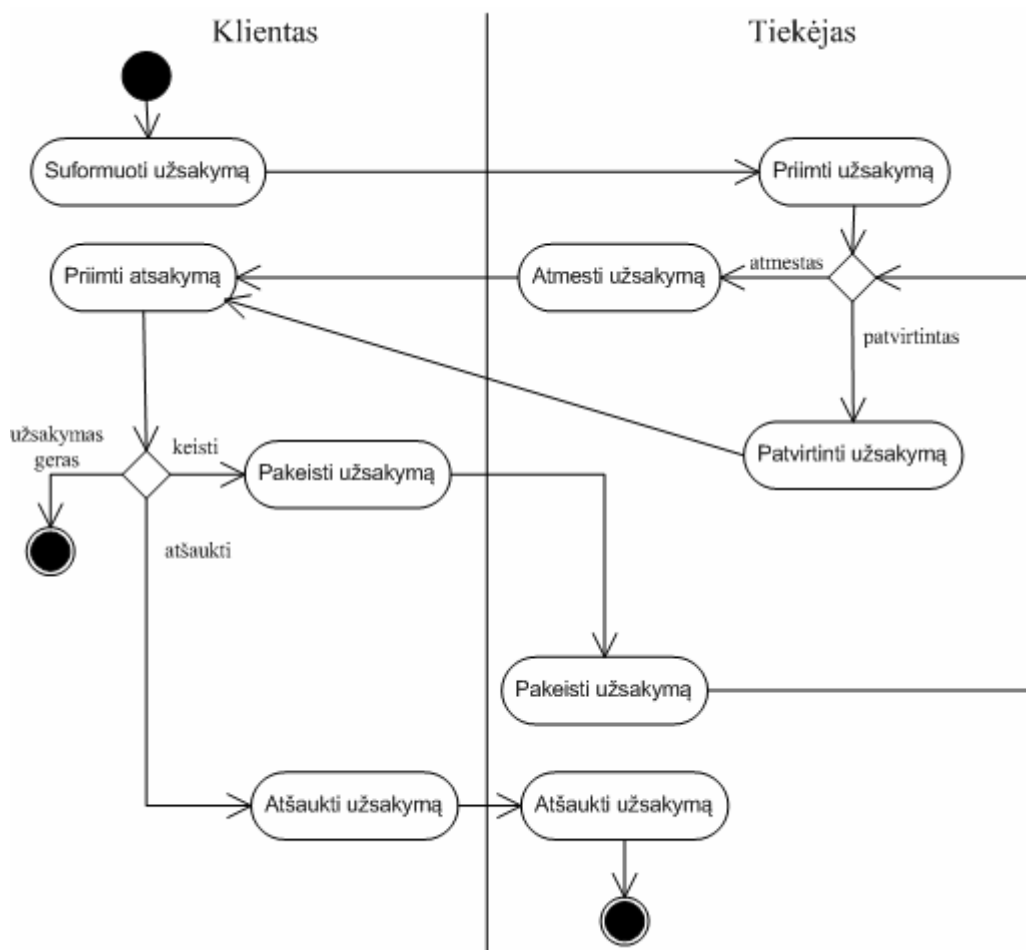 Klientas
Tiekėjas
Suformuoti užsakymą
Priimti užsakymą
Priimti atsakymą
Atmesti užsakymą
atmestas
patvirtintas
užsakymas
geras
keisti
Pakeisti užsakymą
Patvirtinti užsakymą
atšaukti
Pakeisti užsakymą
Atšaukti užsakymą
Atšaukti užsakymą